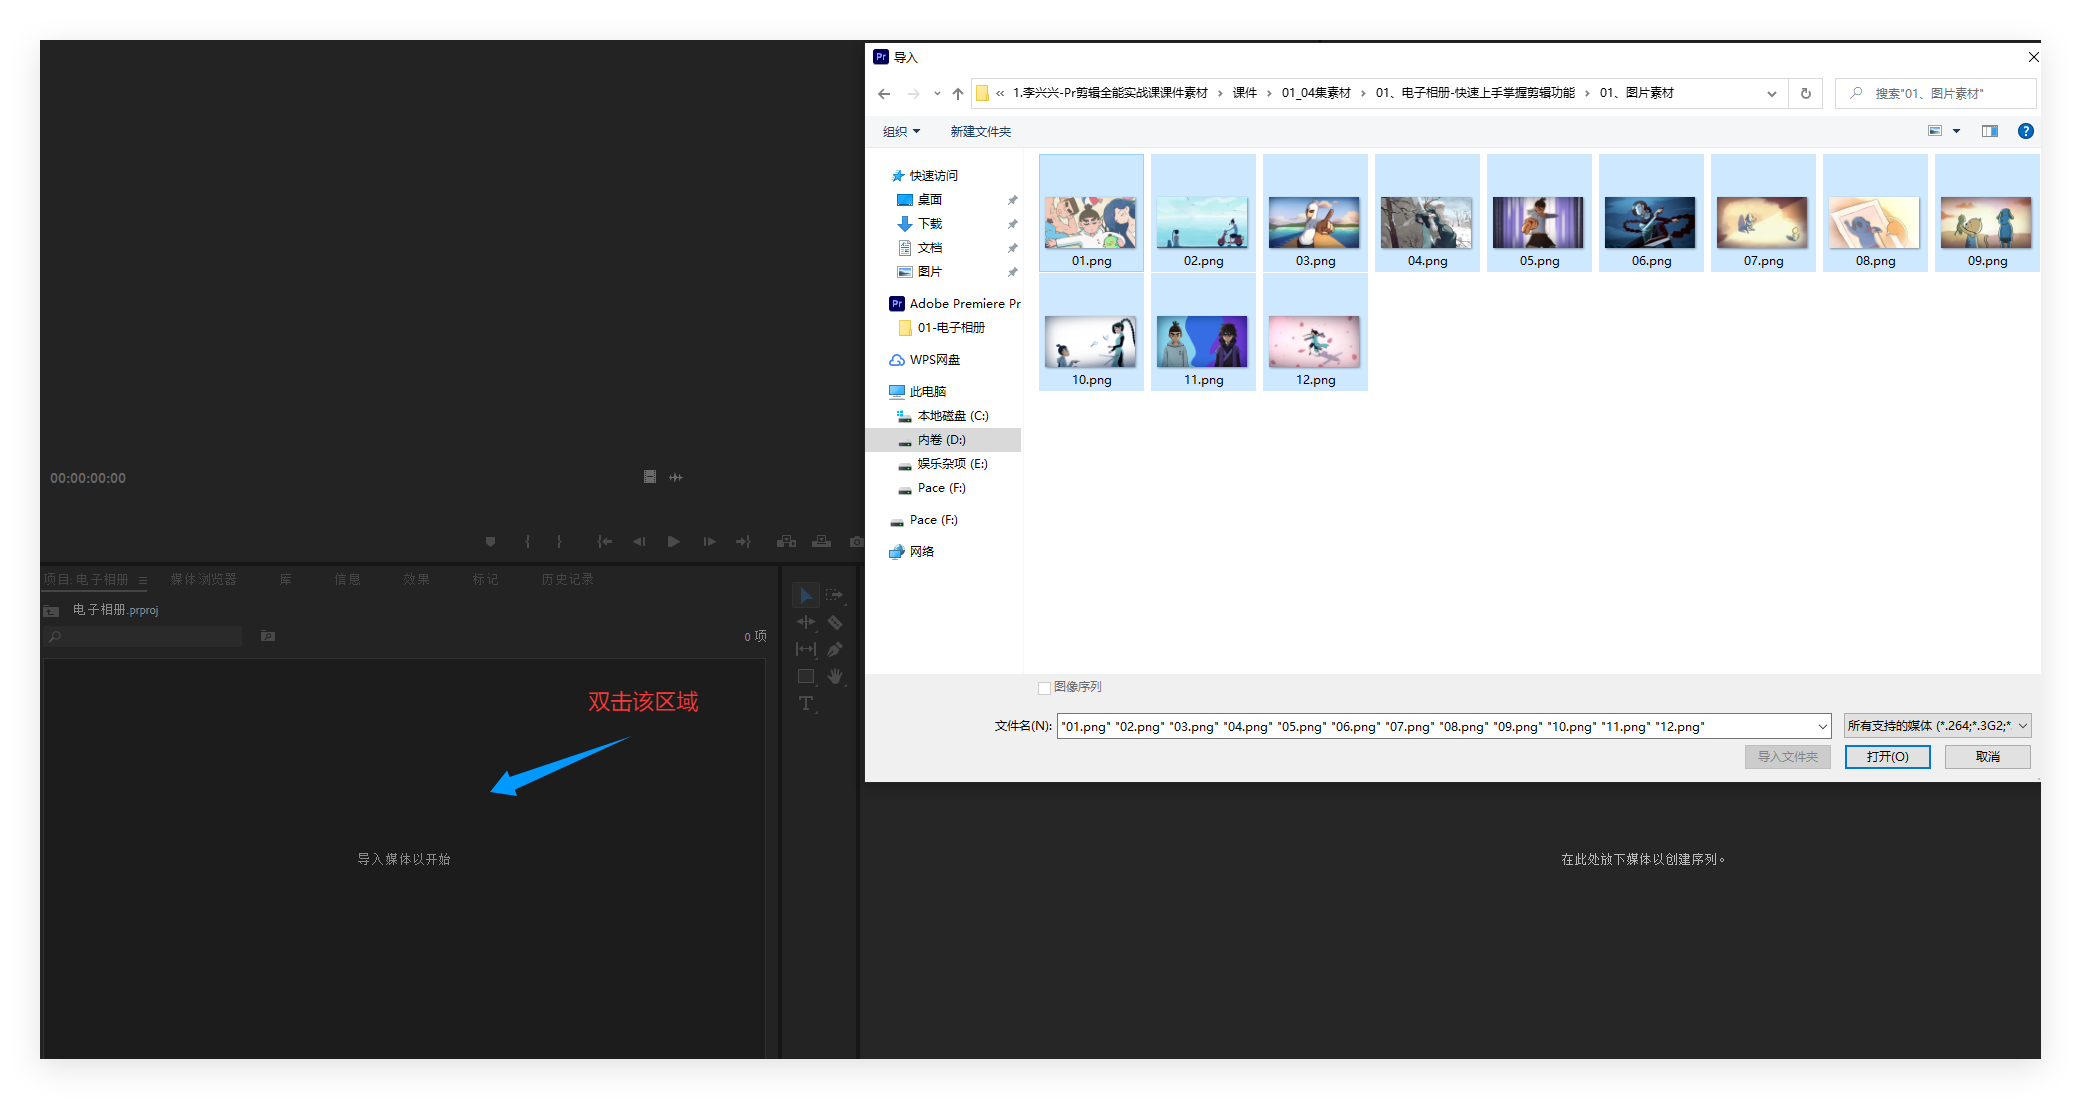 Pr 导入
« 1.李兴兴-Pr剪辑全能实战课课件素材 › 课件 › 01_04集素材 › 01、电子相册-快速上手掌握剪辑功能 › 01、图片素材
搜索"01、图片素材"
组织
新建文件夹
快速访问
桌面
下载
文档
图片
Pr Adobe Premiere Pr
01-电子相册
WPS网盘
此电脑
本地磁盘 (C:)
内卷 (D:)
娱乐杂项 (E:)
Pace (F:)
Pace (F:)
网络
01.png
02.png
03.png
04.png
05.png
06.png
07.png
08.png
09.png
10.png
11.png
12.png
图像序列
文件名(N): "01.png" "02.png" "03.png" "04.png" "05.png" "06.png" "07.png" "08.png" "09.png" "10.png" "11.png" "12.png"
所有支持的媒体 (*.264;*.3G2;*.
导入文件夹
打开(O)
取消
00:00:00:00
项目: 电子相册
媒体浏览器
库
信息
效果
标记
历史记录
电子相册.prproj
0 项
T
双击该区域
导入媒体以开始
在此处放下媒体以创建序列。